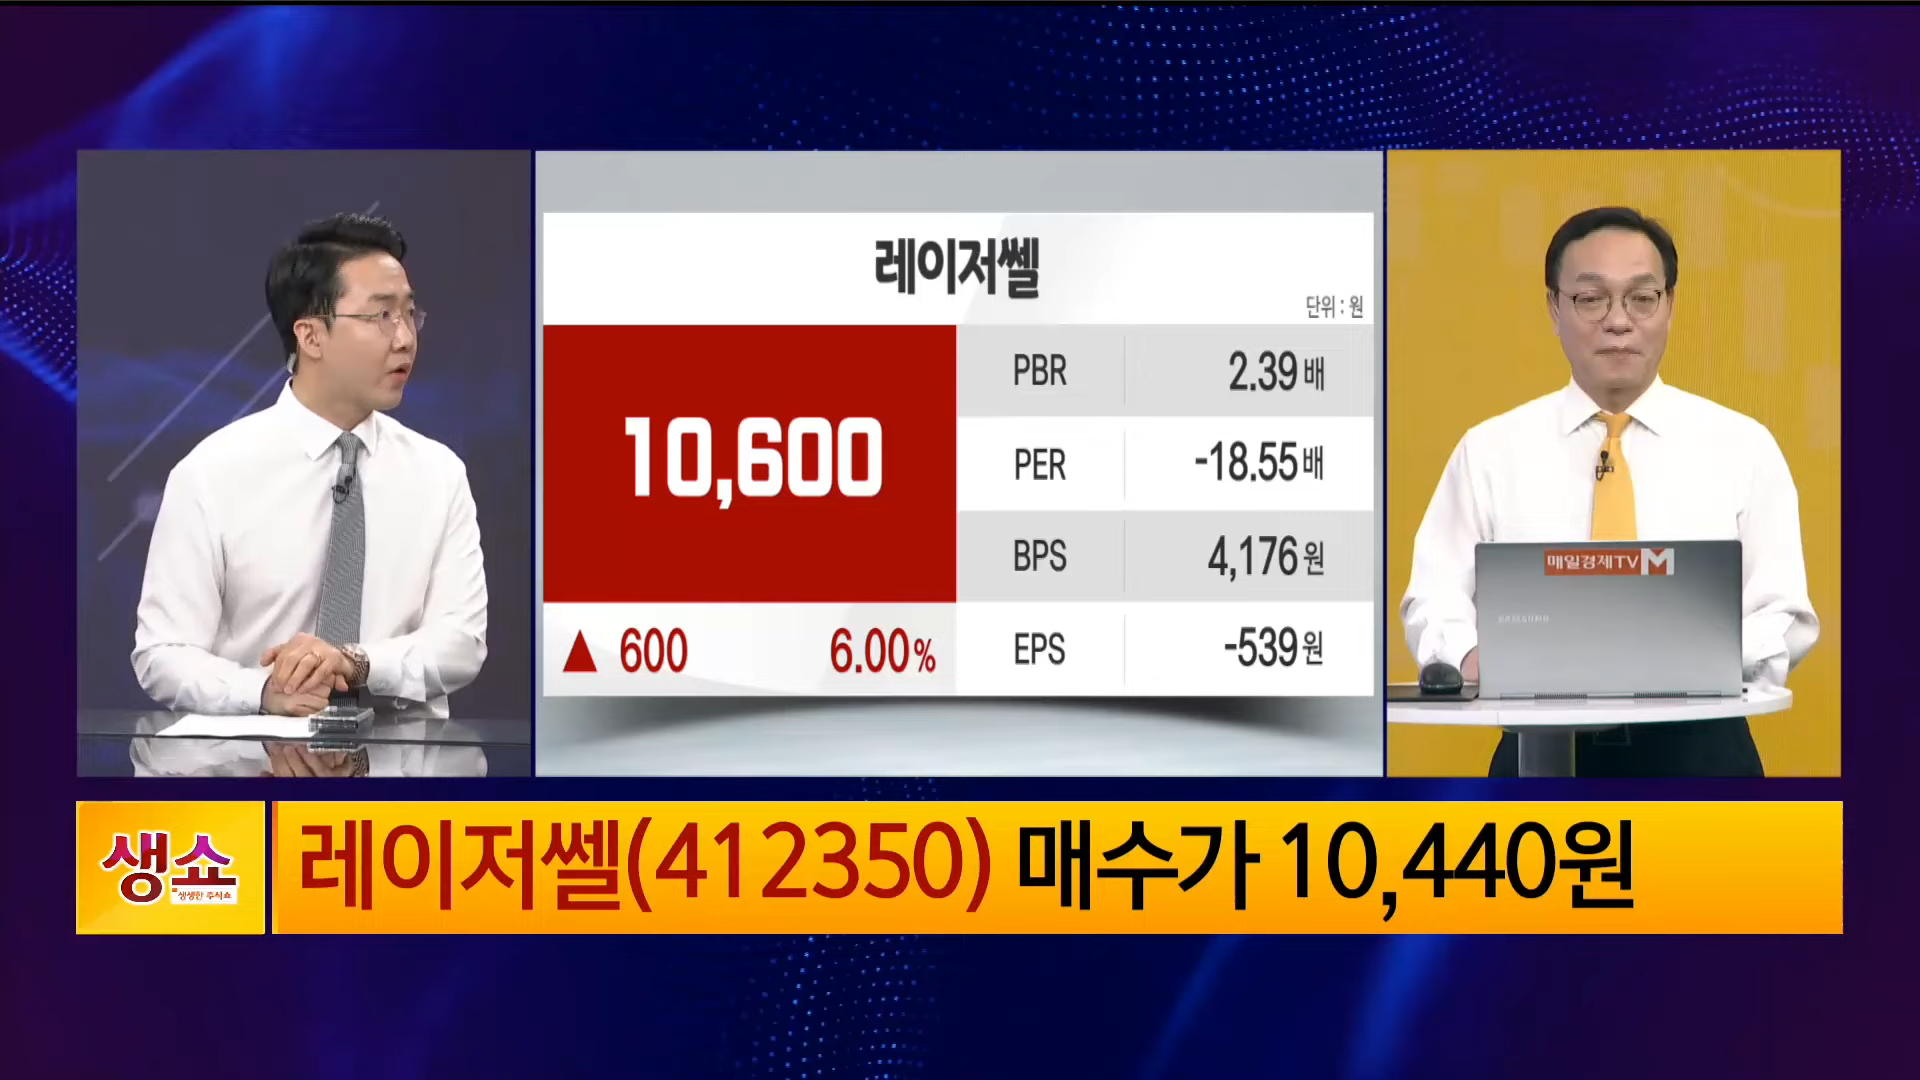 레이저쎌
단위 : 원
10,600
▲ 600 6.00%
PBR 2.39배
PER -18.55배
BPS 4,176원
EPS -539원
매일경제TV M
SAMSUNG
생쇼
생생한 주식쇼
레이저쎌(412350) 매수가 10,440원